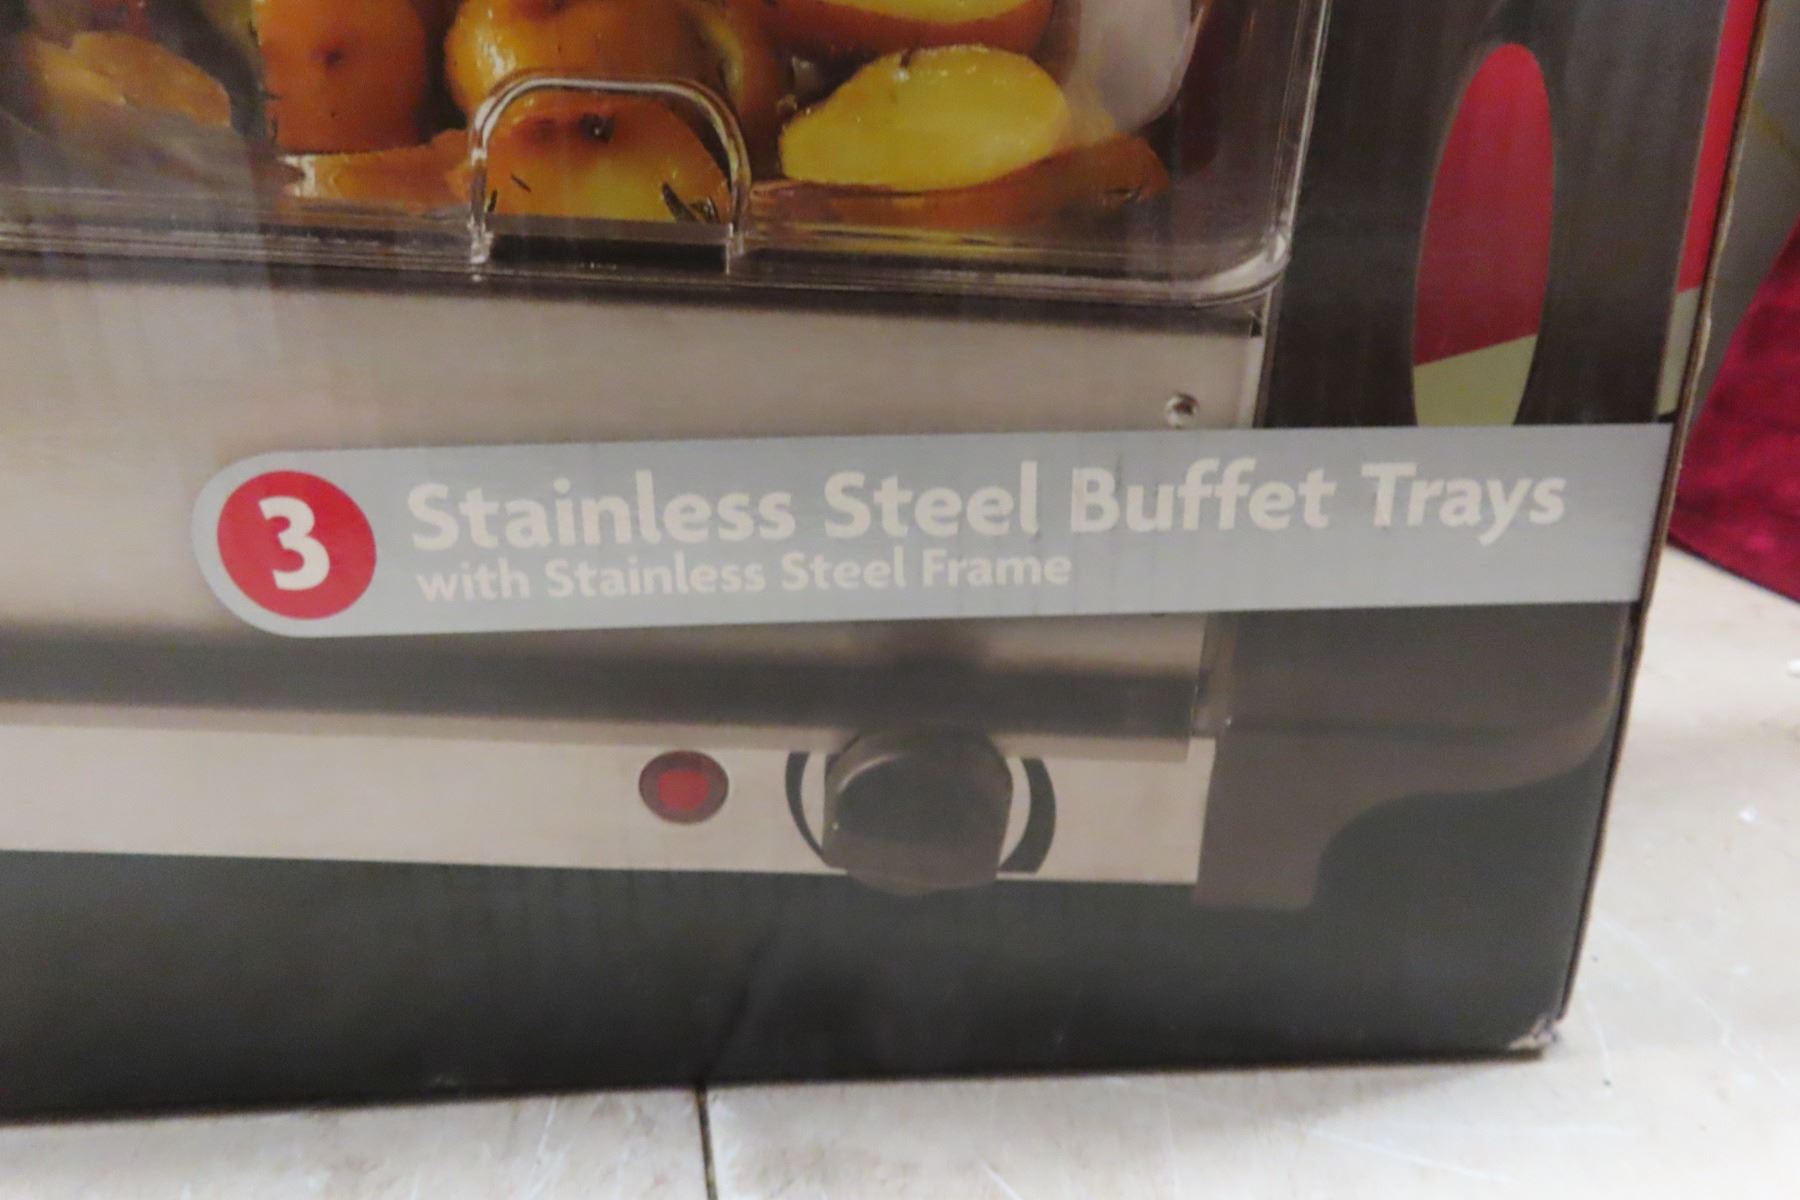 3 Stainless Steel Buffet Trays
with Stainless Steel Frame